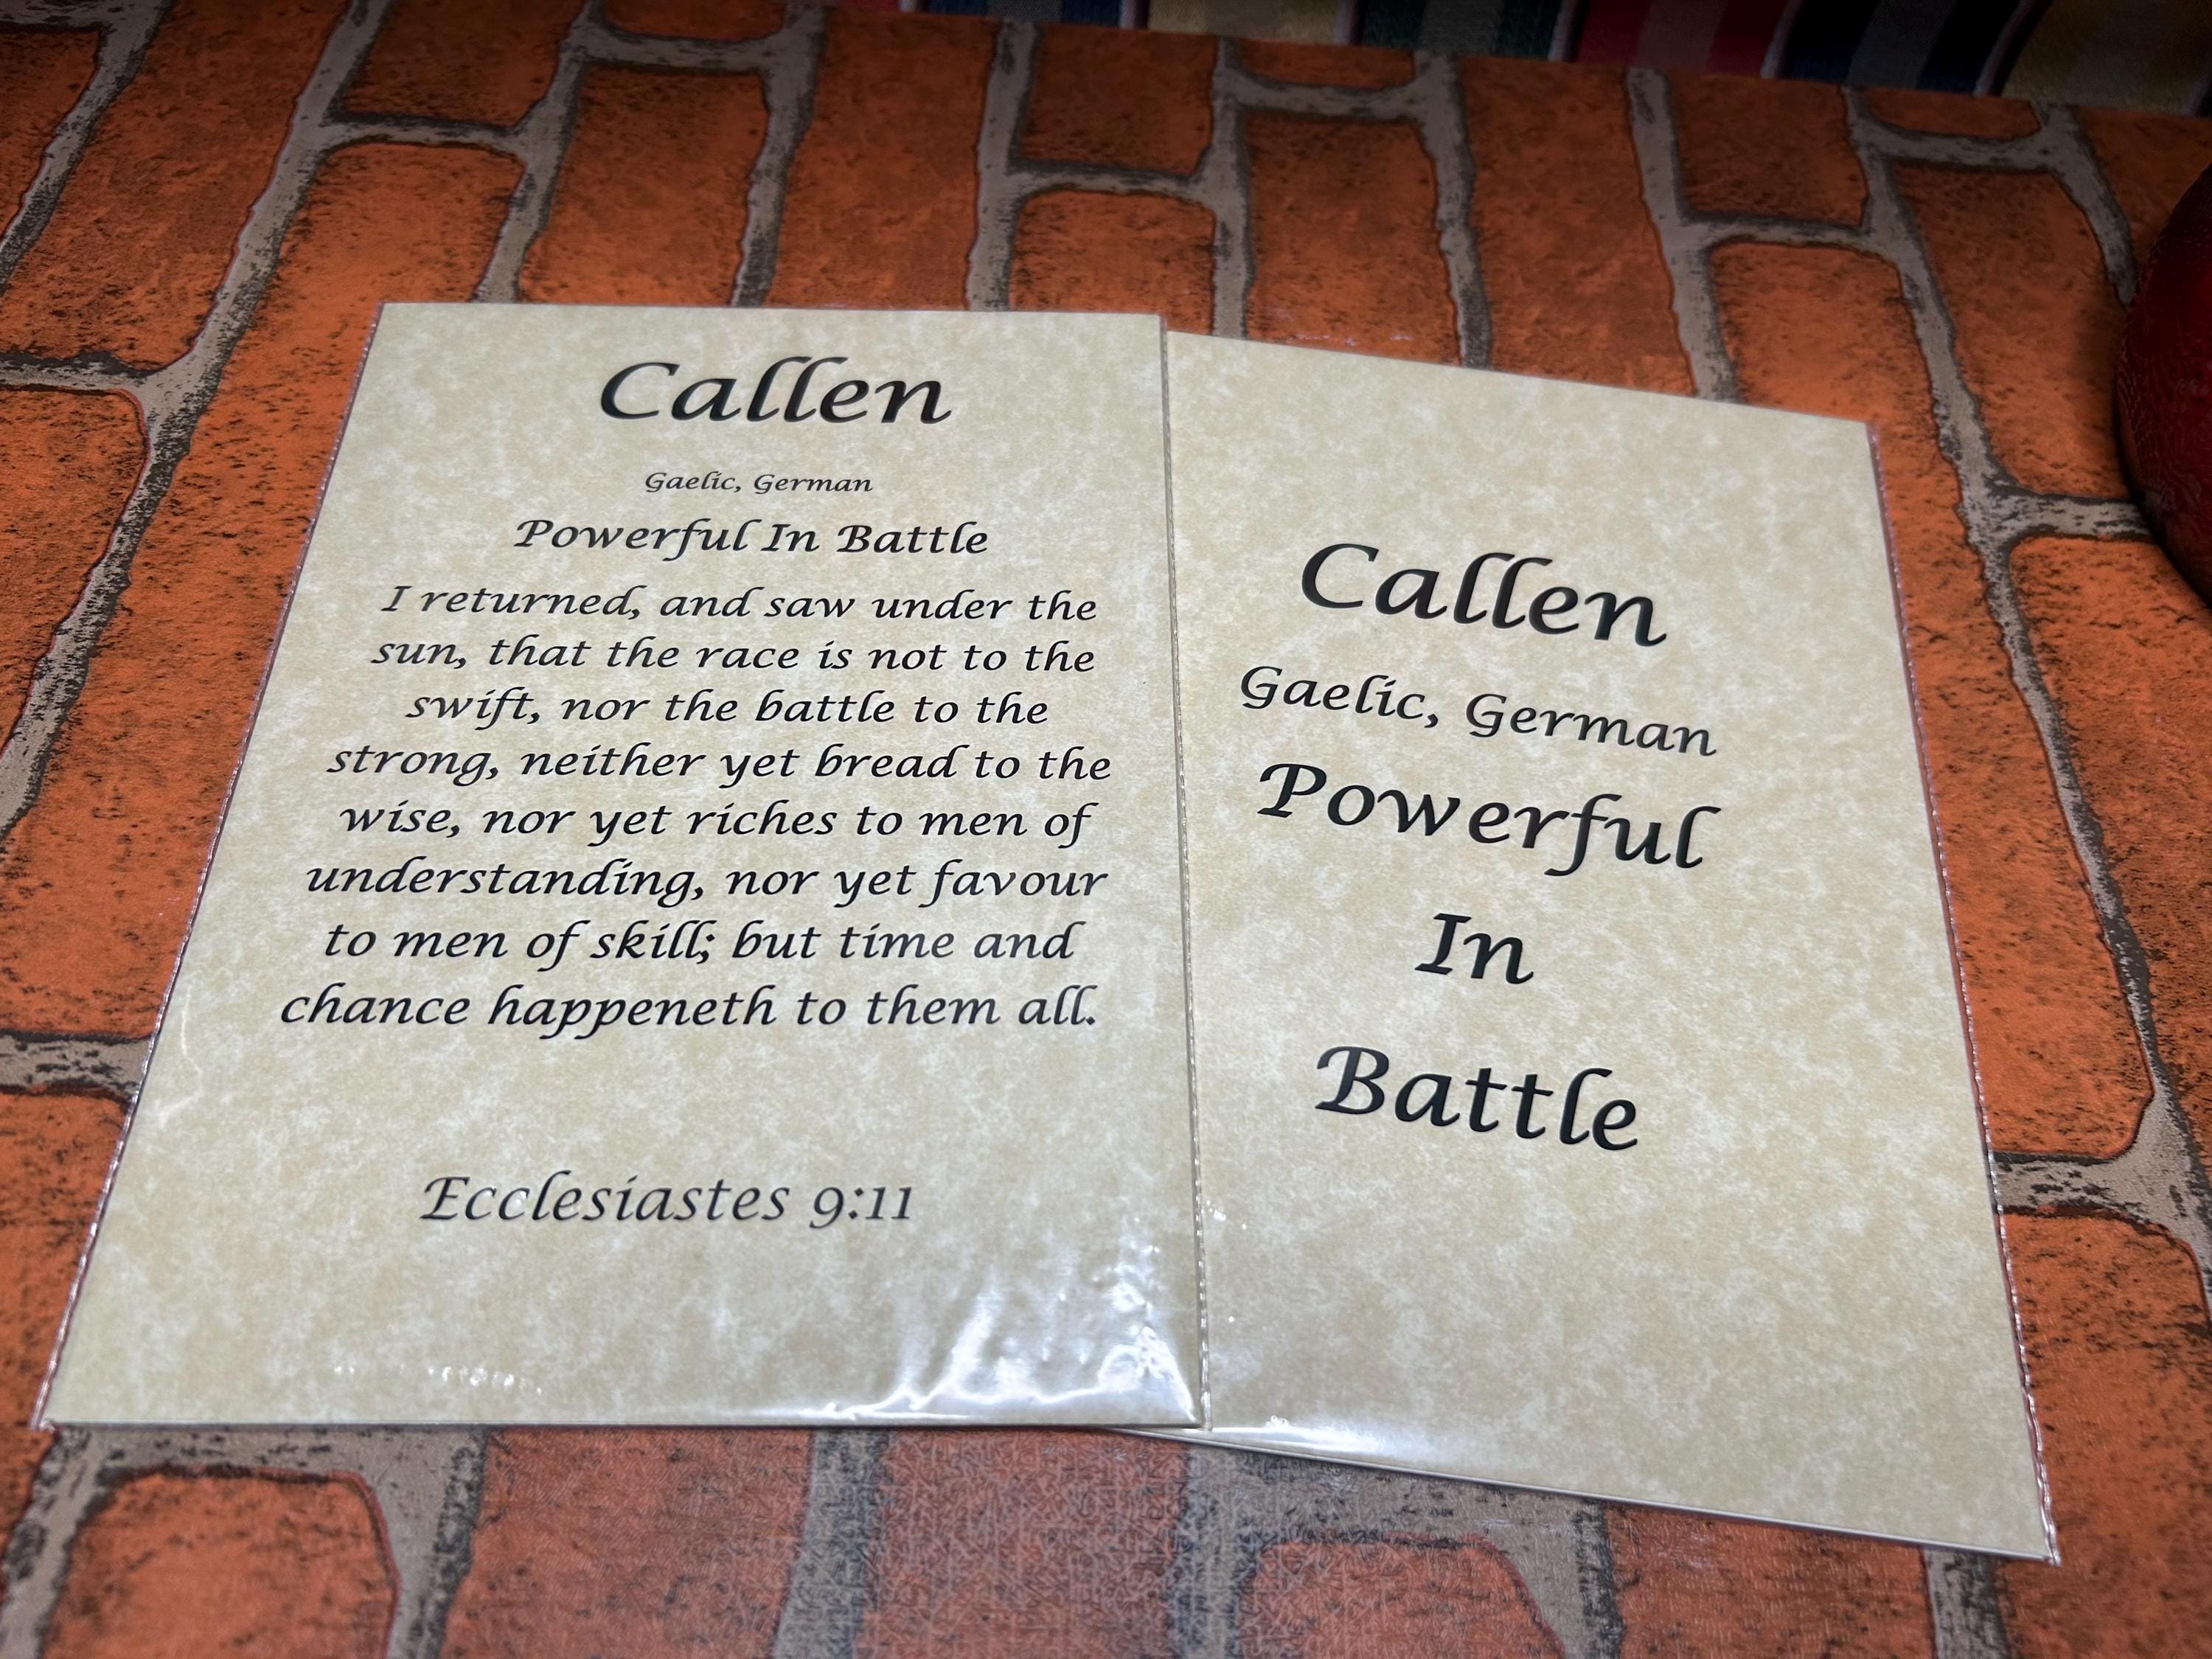 Callen
Gaelic, German
Powerful In Battle
I returned, and saw under the
sun, that the race is not to the
swift, nor the battle to the
strong, neither yet bread to the
wise, nor yet riches to men of
understanding, nor yet favour
to men of skill; but time and
chance happeneth to them all.
Ecclesiastes 9:11
Callen
Gaelic, German
Powerful
In
Battle